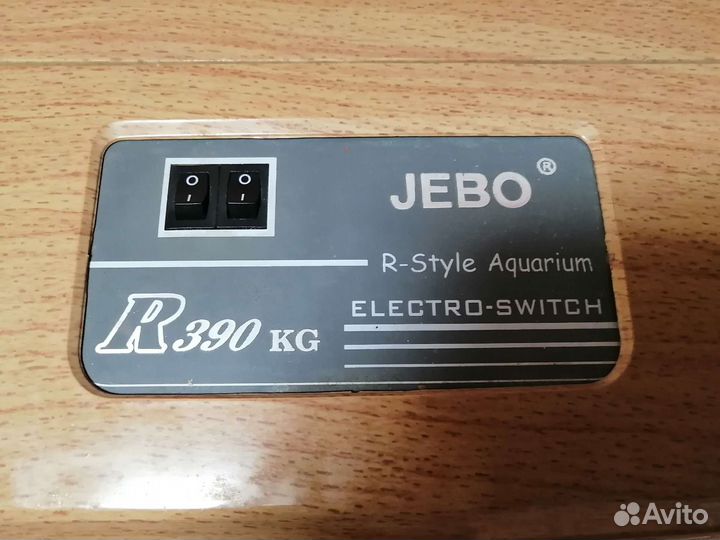 O O
I I
JEBO®
R-Style Aquarium
ELECTRO-SWITCH
R390 KG
Avito